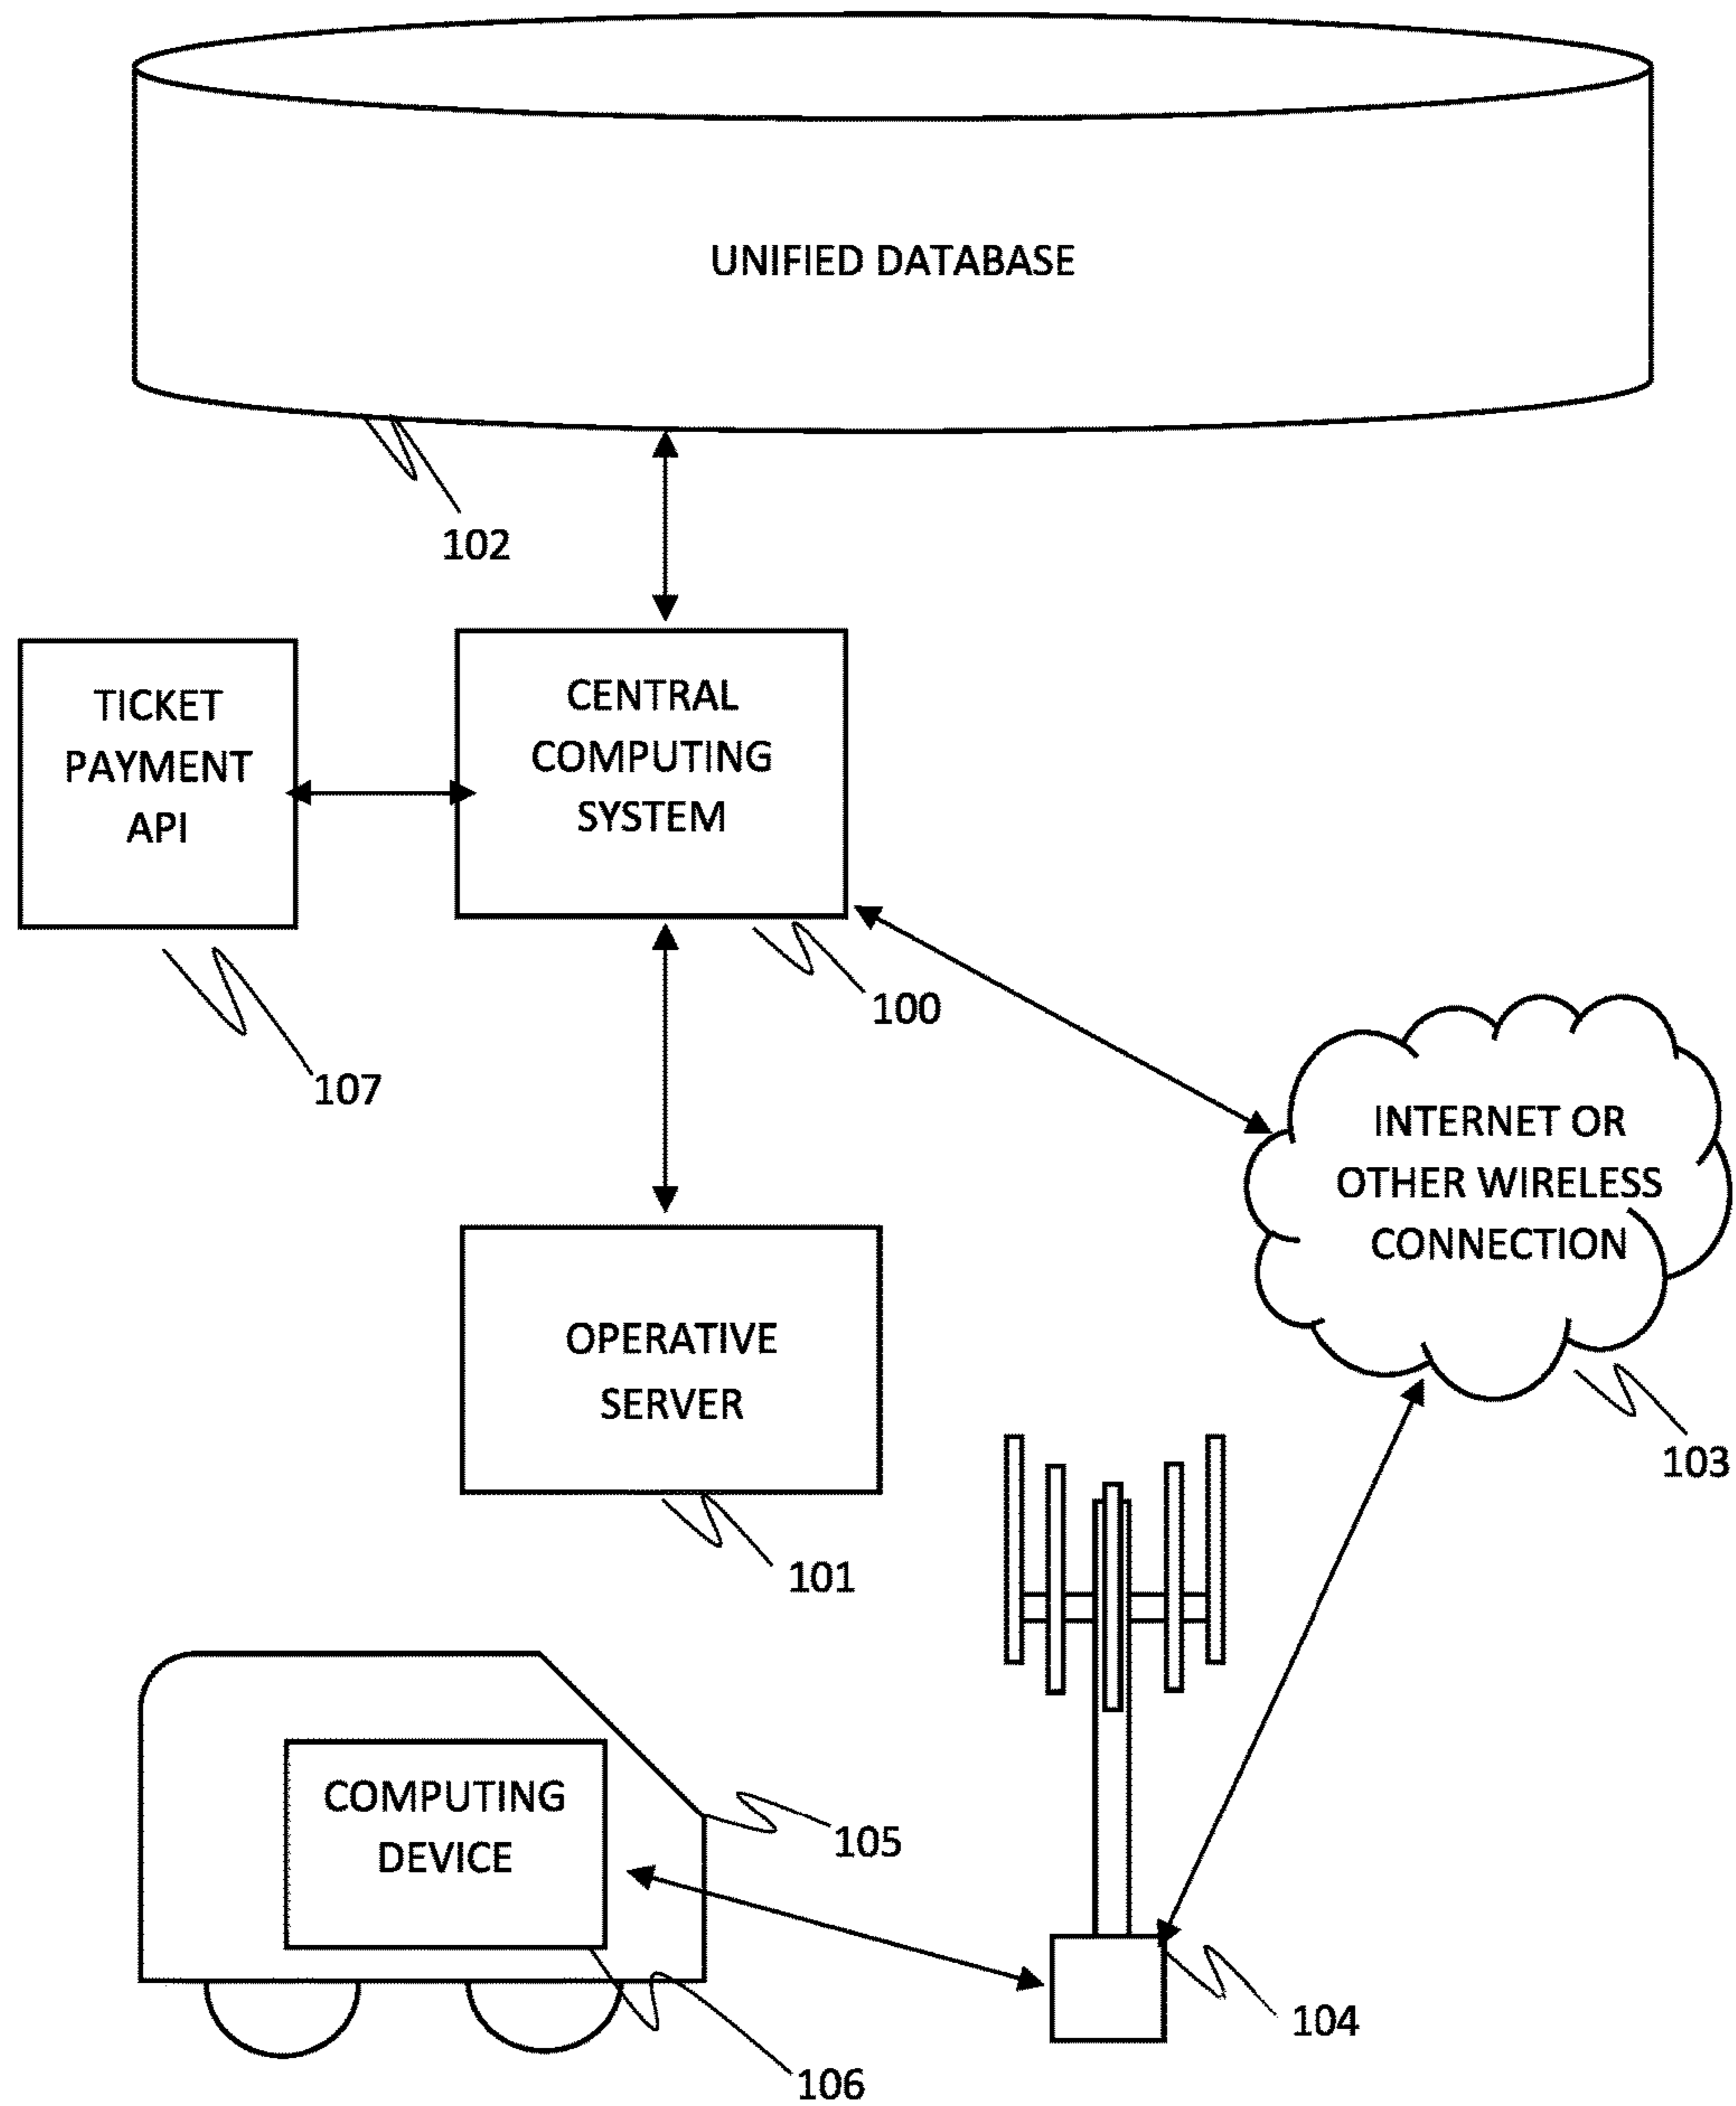 UNIFIED DATABASE
102
TICKET
PAYMENT
API
107
CENTRAL
COMPUTING
SYSTEM
100
INTERNET OR
OTHER WIRELESS
CONNECTION
103
OPERATIVE
SERVER
101
COMPUTING
DEVICE
105
104
106